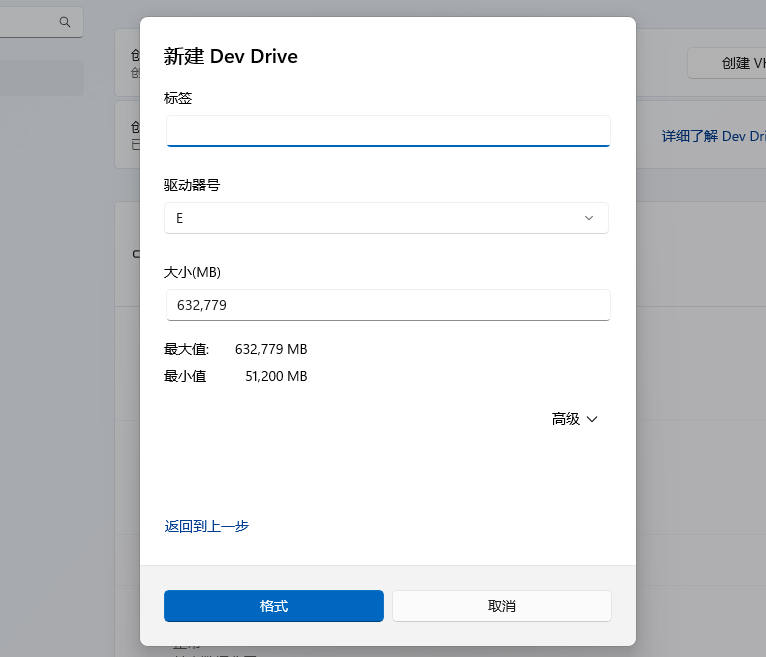 新建 Dev Drive
标签
驱动器号
E
大小(MB)
632,779
最大值: 632,779 MB
最小值 51,200 MB
高级
返回到上一步
格式
取消
创建
详细了解 Dev